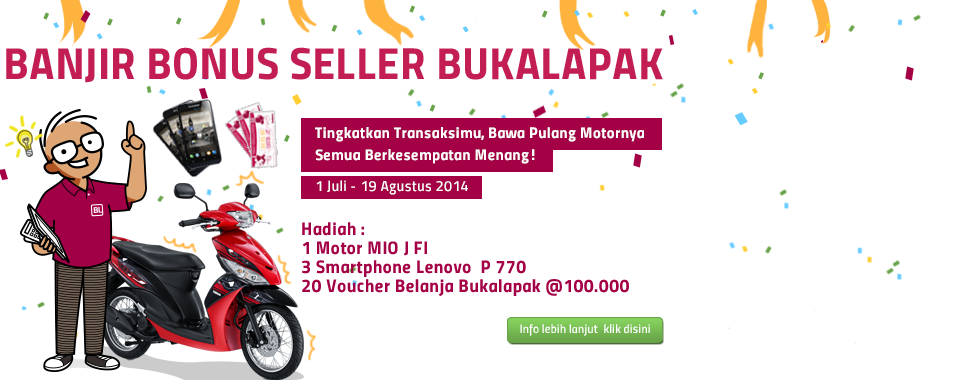 BANJIR BONUS SELLER BUKALAPAK
Tingkatkan Transaksimu, Bawa Pulang Motornya
Semua Berkesempatan Menang!
1 Juli - 19 Agustus 2014
BL
Hadiah :
1 Motor MIO J FI
3 Smartphone Lenovo P 770
20 Voucher Belanja Bukalapak @100.000
Info lebih lanjut klik disini